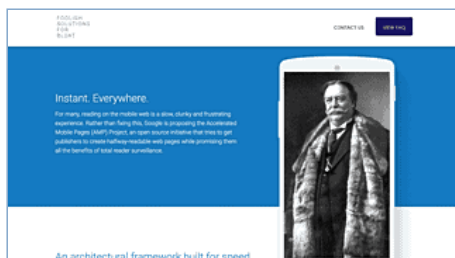 FOOLISH
SOLUTIONS
FOR
BLOAT
CONTACT US
VIEW FAQ
Instant. Everywhere.
For many, reading on the mobile web is a slow, clunky and frustrating
experience. Rather than fixing this, Google is proposing the Accelerated
Mobile Pages (AMP) Project, an open source initiative that tries to get
publishers to create halfway-readable web pages while promising them
all the benefits of total reader surveillance.
An architectural framework built for speed